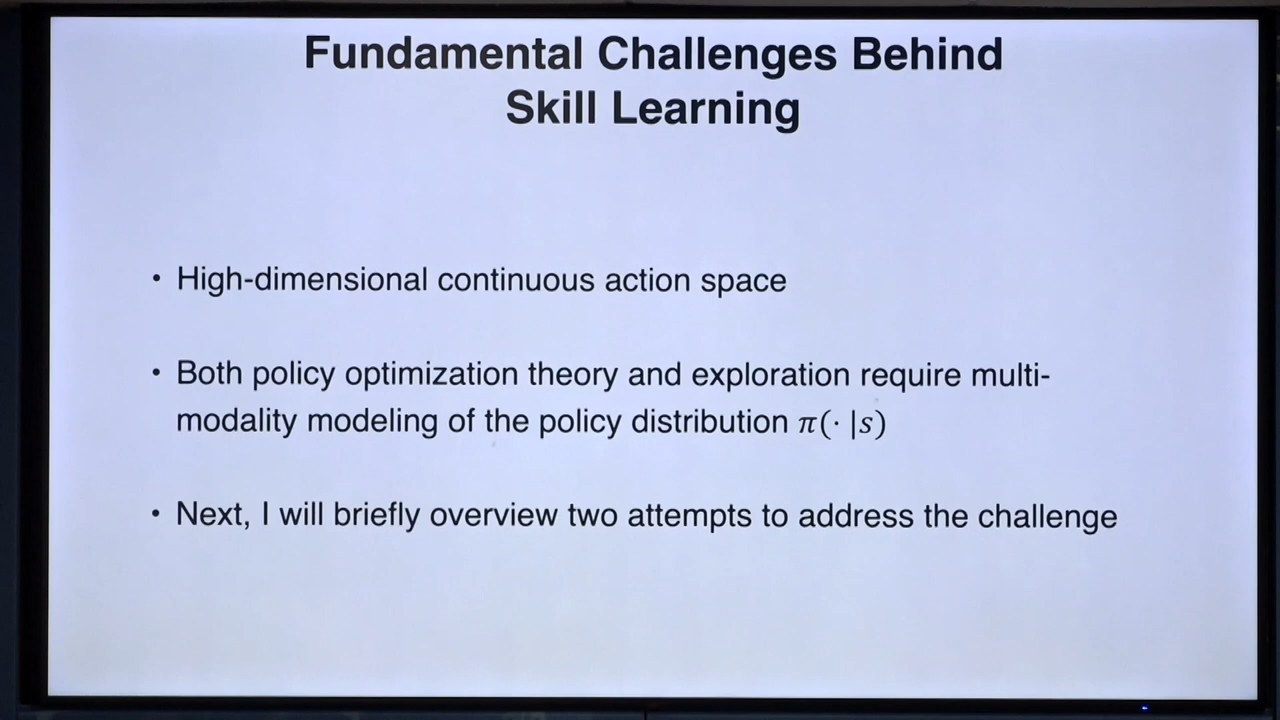 Fundamental Challenges Behind
Skill Learning
• High-dimensional continuous action space
• Both policy optimization theory and exploration require multi-
modality modeling of the policy distribution π(· |s)
• Next, I will briefly overview two attempts to address the challenge